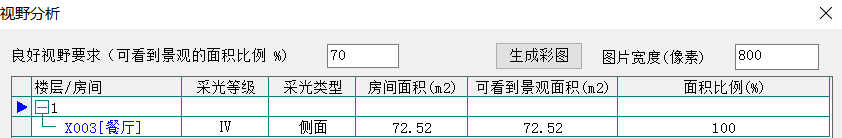 视野分析
良好视野要求（可看到景观的面积比例 %） 70 生成彩图 图片宽度(像素) 800
楼层/房间 采光等级 采光类型 房间面积(m2) 可看到景观面积(m2) 面积比例(%)
1
X003[餐厅] IV 侧面 72.52 72.52 100